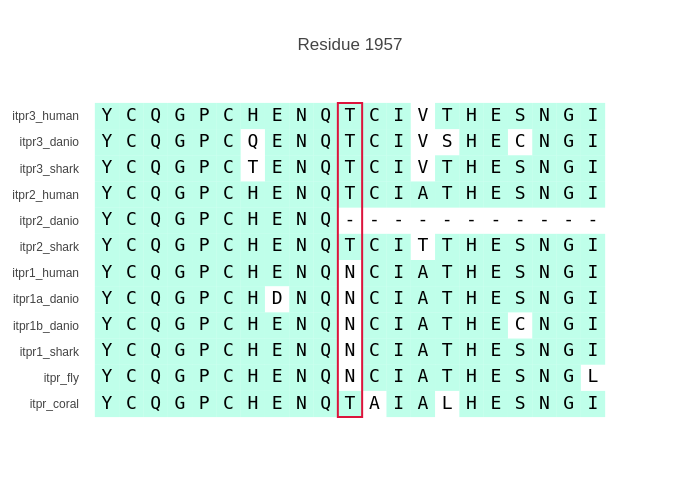 Residue 1957
itpr3_human Y C Q G P C H E N Q T C I V T H E S N G I
itpr3_danio Y C Q G P C Q E N Q T C I V S H E C N G I
itpr3_shark Y C Q G P C T E N Q T C I V T H E S N G I
itpr2_human Y C Q G P C H E N Q T C I A T H E S N G I
itpr2_danio Y C Q G P C H E N Q - - - - - - - - - - -
itpr2_shark Y C Q G P C H E N Q T C I T T H E S N G I
itpr1_human Y C Q G P C H E N Q N C I A T H E S N G I
itpr1a_danio Y C Q G P C H D N Q N C I A T H E S N G I
itpr1b_danio Y C Q G P C H E N Q N C I A T H E C N G I
itpr1_shark Y C Q G P C H E N Q N C I A T H E S N G I
itpr_fly Y C Q G P C H E N Q N C I A T H E S N G L
itpr_coral Y C Q G P C H E N Q T A I A L H E S N G I